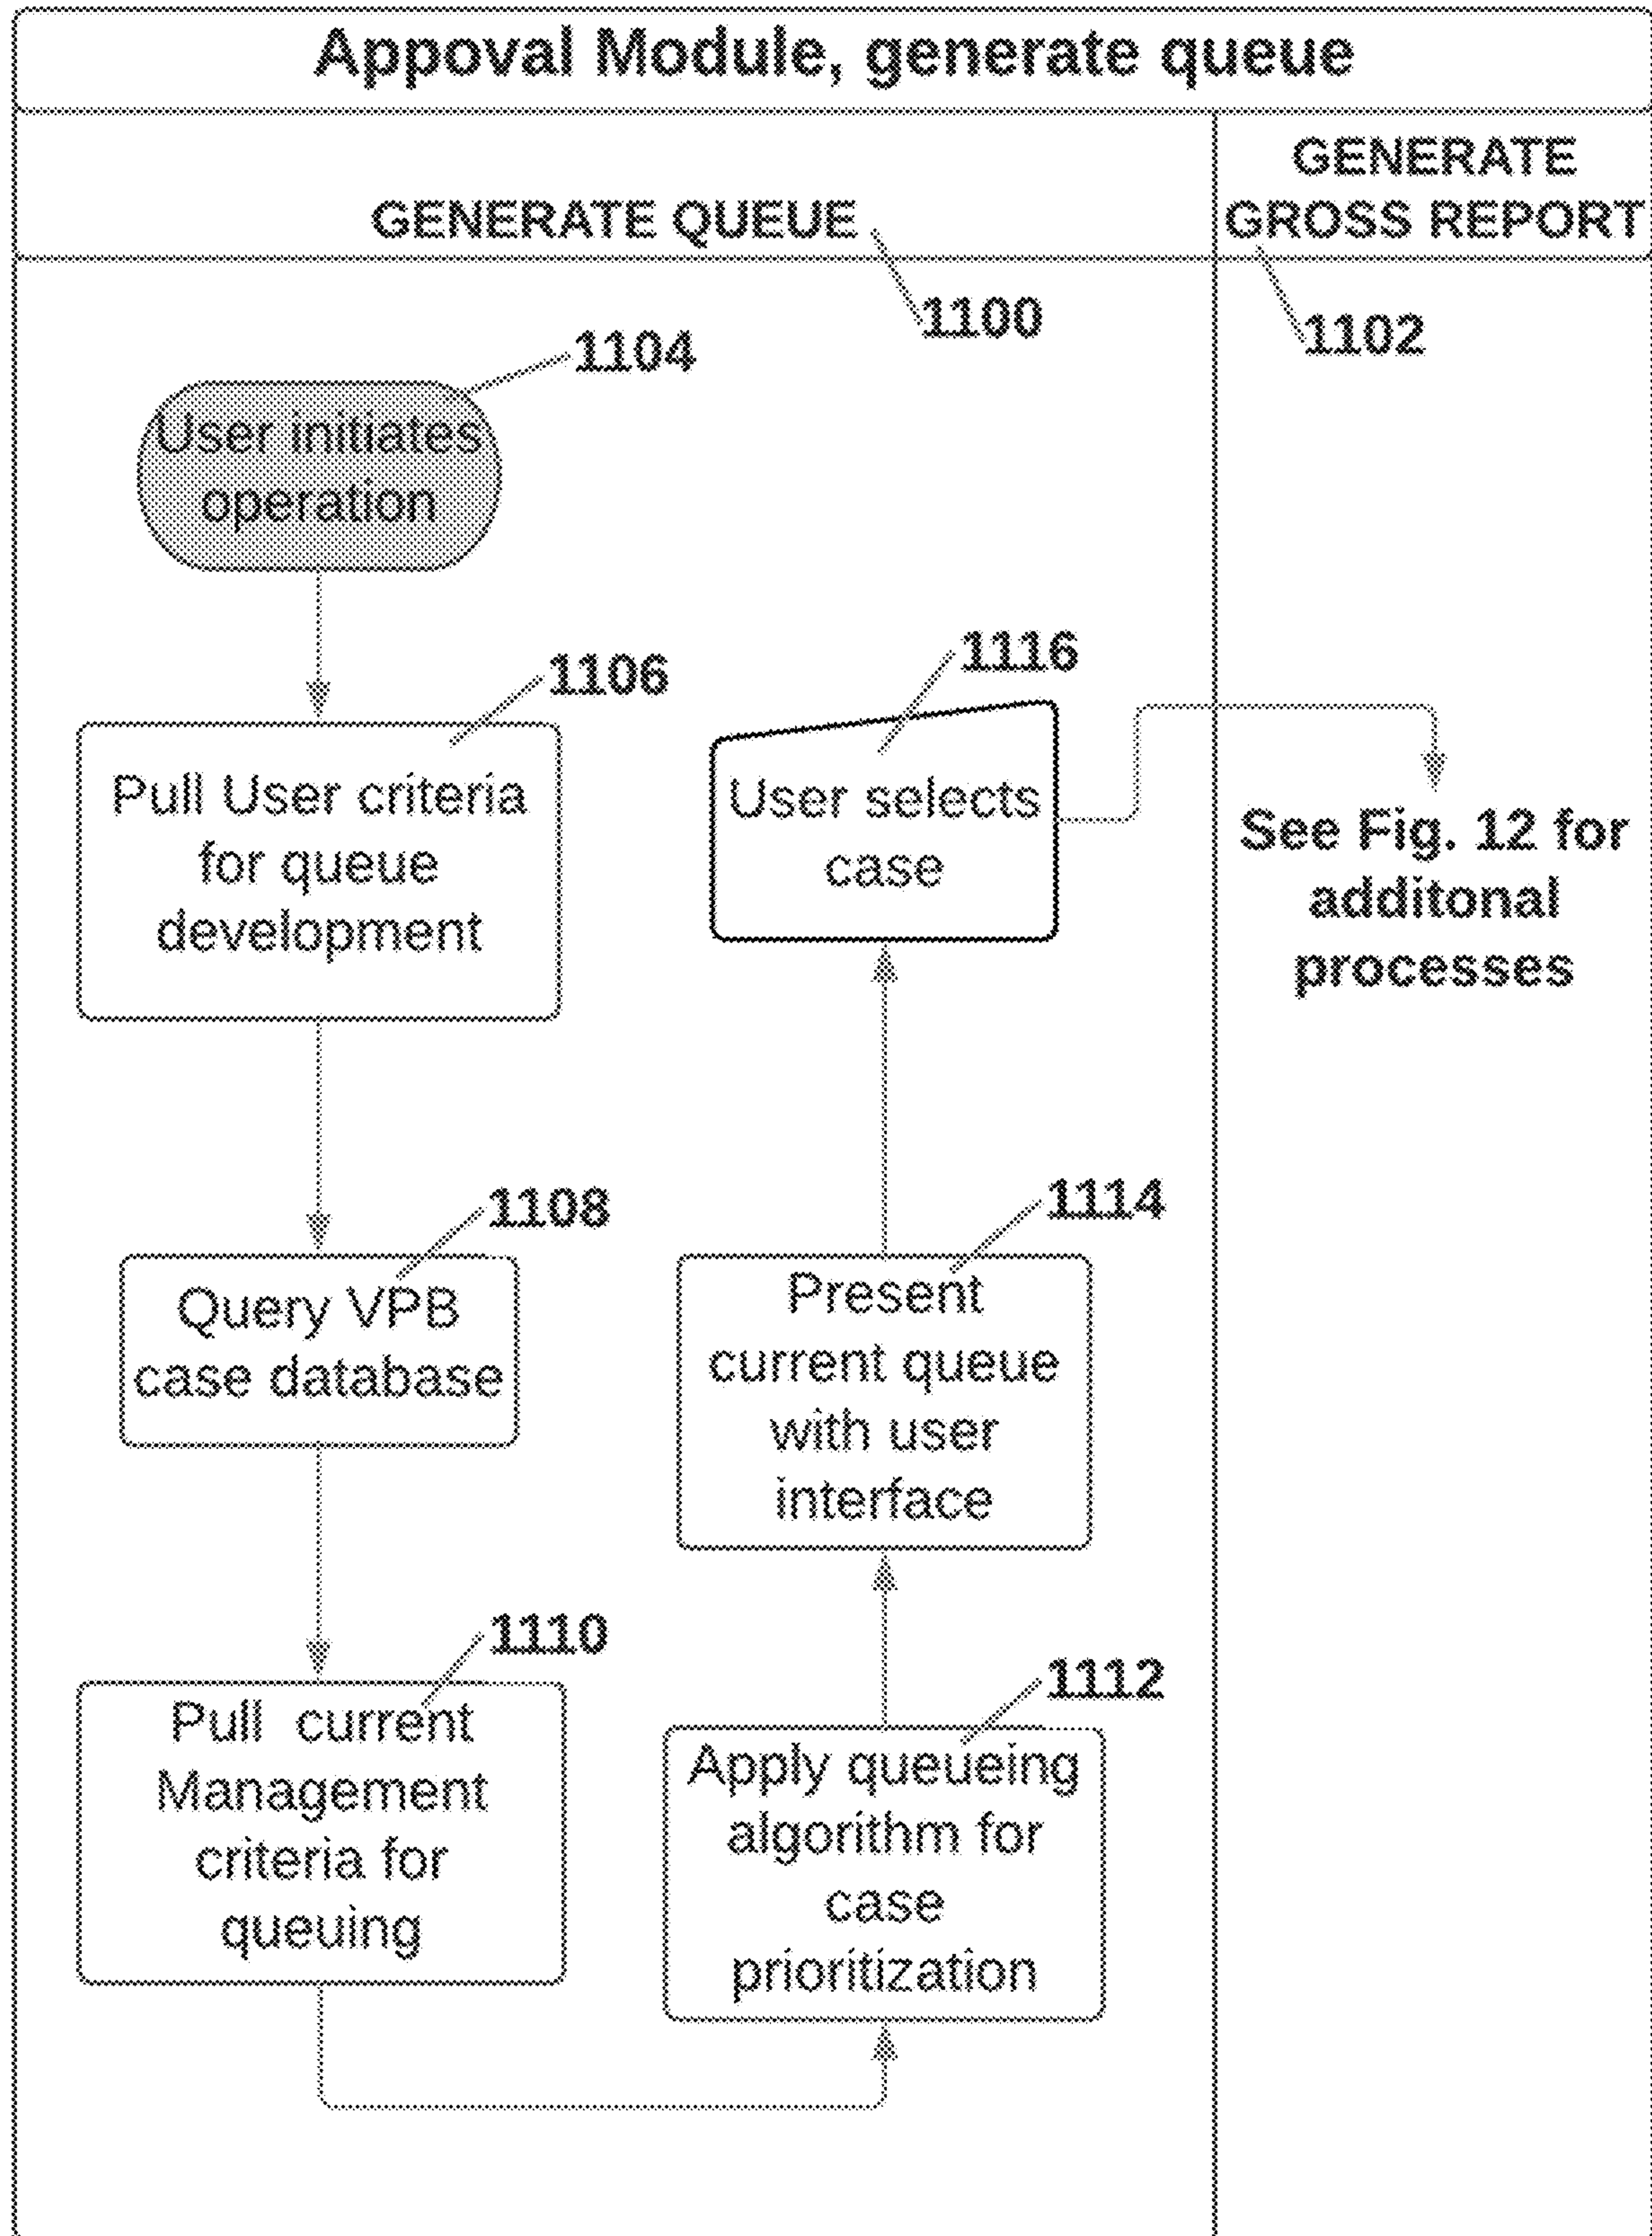 Appoval Module, generate queue
GENERATE QUEUE
GENERATE
GROSS REPORT
1100
1102
1104
User initiates
operation
1106
Pull User criteria
for queue
development
1108
Query VPB
case database
1110
Pull current
Management
criteria for
queuing
1112
Apply queueing
algorithm for
case
prioritization
1114
Present
current queue
with user
interface
1116
User selects
case
See Fig. 12 for
additonal
processes